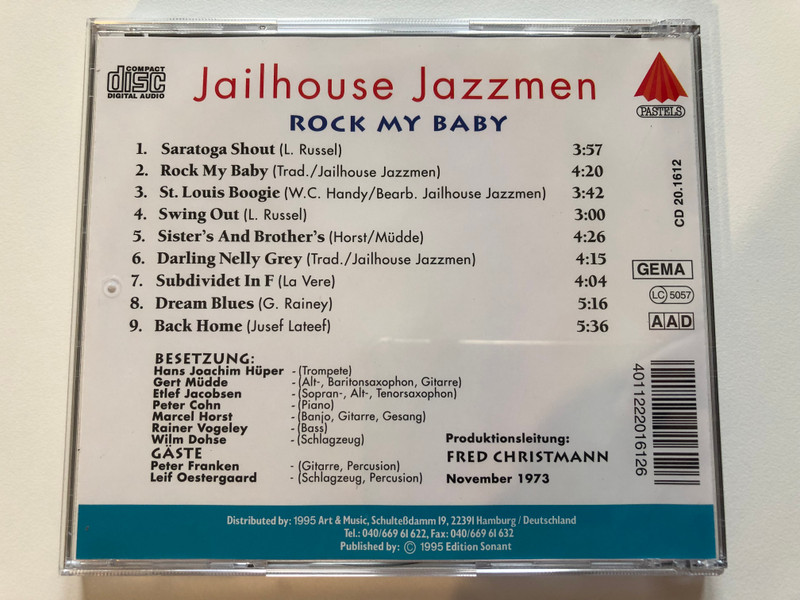 COMPACT
disc
DIGITAL AUDIO
Jailhouse Jazzmen
ROCK MY BABY
PASTELS
CD 20.1612
1. Saratoga Shout (L. Russel) 3:57
2. Rock My Baby (Trad./Jailhouse Jazzmen) 4:20
3. St. Louis Boogie (W.C. Handy/Bearb. Jailhouse Jazzmen) 3:42
4. Swing Out (L. Russel) 3:00
5. Sister's And Brother's (Horst/Müdde) 4:26
6. Darling Nelly Grey (Trad./Jailhouse Jazzmen) 4:15
7. Subdividet In F (La Vere) 4:04
8. Dream Blues (G. Rainey) 5:16
9. Back Home (Jusef Lateef) 5:36
GEMA
LC 5057
AAD
BESETZUNG:
Hans Joachim Hüper - (Trompete)
Gert Müdde - (Alt-, Baritonsaxophon, Gitarre)
Etlef Jacobsen - (Sopran-, Alt-, Tenorsaxophon)
Peter Cohn - (Piano)
Marcel Horst - (Banjo, Gitarre, Gesang)
Rainer Vogeley - (Bass)
Wilm Dohse - (Schlagzeug)
GÄSTE
Peter Franken - (Gitarre, Percusion)
Leif Oestergaard - (Schlagzeug, Percusion)
Produktionsleitung:
FRED CHRISTMANN
November 1973
4011222016126
Distributed by: 1995 Art & Music, Schulteßdamm 19, 22391 Hamburg / Deutschland
Tel.: 040/669 61 622, Fax: 040/669 61 632
Published by: © 1995 Edition Sonant